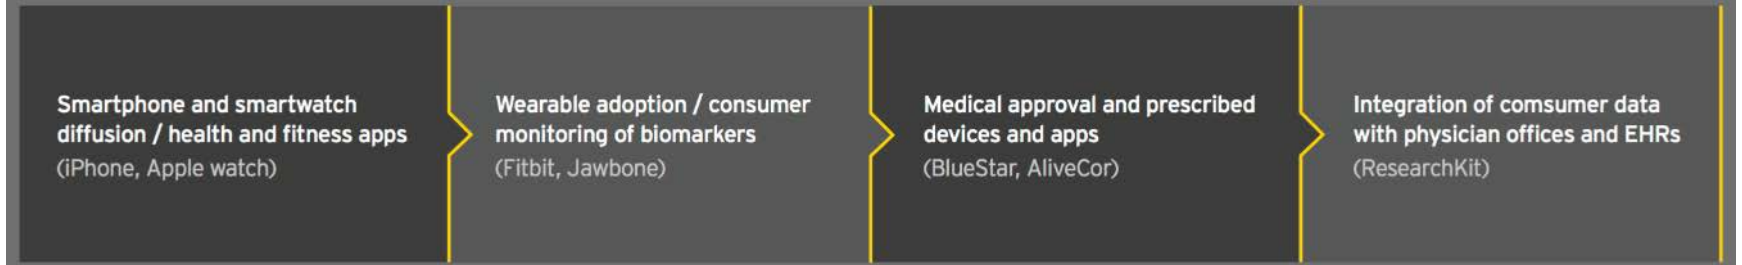 Smartphone and smartwatch
diffusion / health and fitness apps
(iPhone, Apple watch)
Wearable adoption / consumer
monitoring of biomarkers
(Fitbit, Jawbone)
Medical approval and prescribed
devices and apps
(BlueStar, AliveCor)
Integration of comsumer data
with physician offices and EHRs
(ResearchKit)